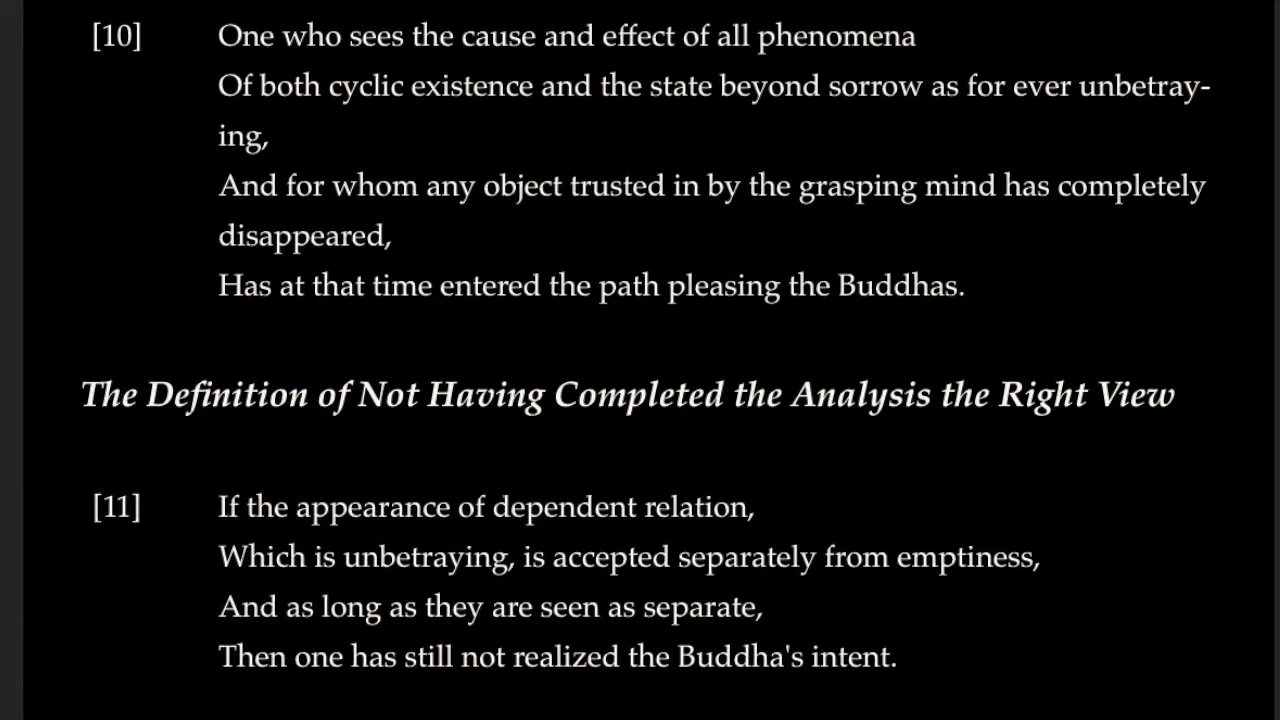 [10] One who sees the cause and effect of all phenomena
Of both cyclic existence and the state beyond sorrow as for ever unbetray-
ing,
And for whom any object trusted in by the grasping mind has completely
disappeared,
Has at that time entered the path pleasing the Buddhas.
The Definition of Not Having Completed the Analysis the Right View
[11] If the appearance of dependent relation,
Which is unbetraying, is accepted separately from emptiness,
And as long as they are seen as separate,
Then one has still not realized the Buddha's intent.